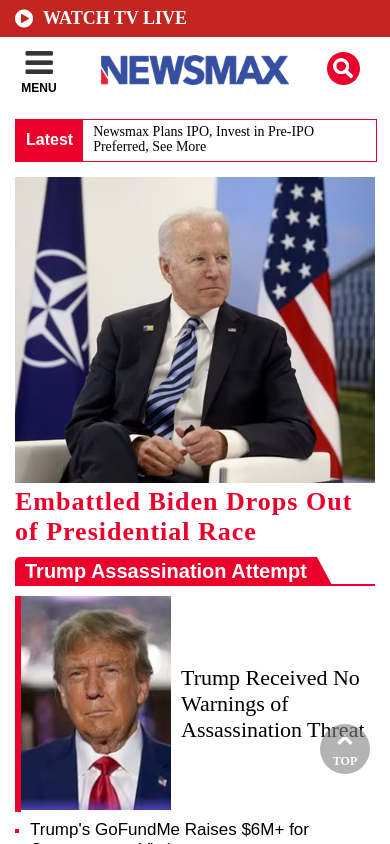 WATCH TV LIVE
MENU
NEWSMAX
Latest
Newsmax Plans IPO, Invest in Pre-IPO
Preferred, See More
Embattled Biden Drops Out
of Presidential Race
Trump Assassination Attempt
Trump Received No
Warnings of
Assassination Threat
TOP
Trump's GoFundMe Raises $6M+ for